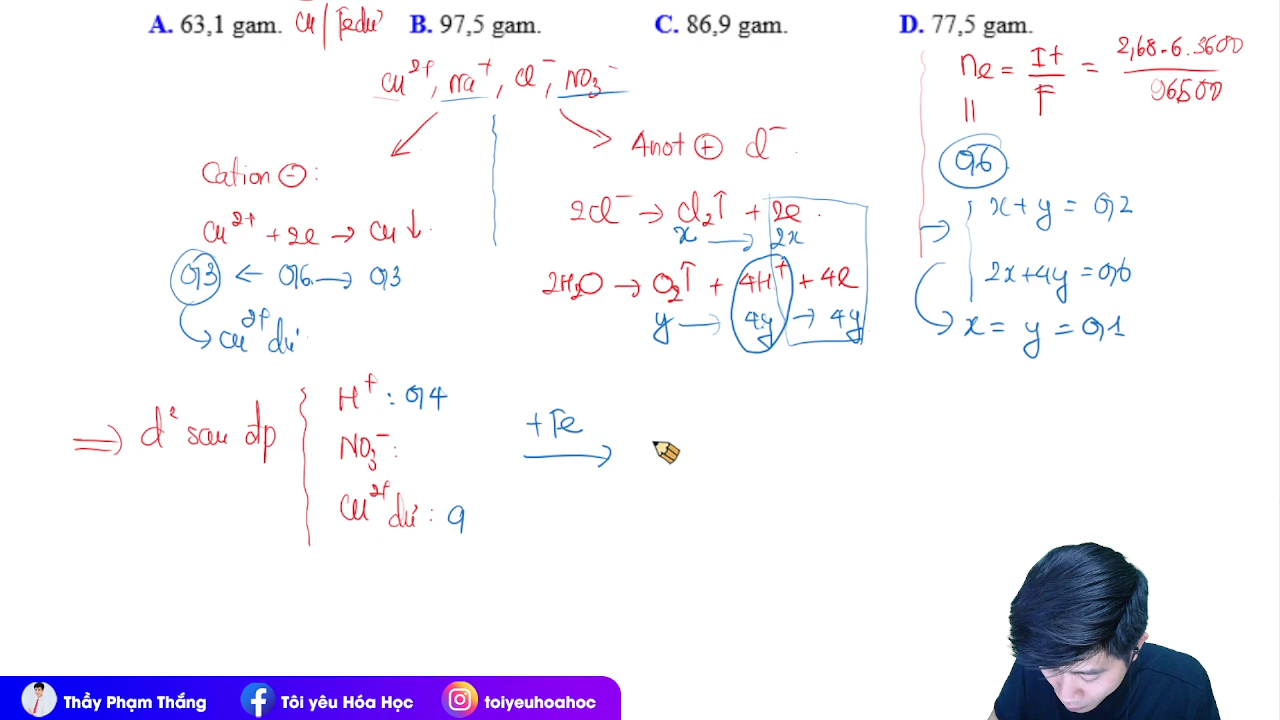 A. 63,1 gam. Cu | Fe dư B. 97,5 gam. C. 86,9 gam. D. 77,5 gam.
Cu²⁺, Na⁺, Cl⁻, NO₃⁻
ne = It/F = 2,68.6.3600/96500
0,6
Cation ⊖: Anot ⊕ Cl⁻
Cu²⁺ + 2e → Cu↓
0,3 ← 0,6 → 0,3
Cu²⁺ dư
2Cl⁻ → Cl₂↑ + 2e
x → 2x
2H₂O → O₂↑ + 4H⁺ + 4e
y → 4y → 4y
x + y = 0,2
2x + 4y = 0,6
x = y = 0,1
⇒ d² sau đp
H⁺ : 0,4
NO₃⁻ :
Cu²⁺ dư : a
+Fe →
Thầy Phạm Thắng
Tôi yêu Hóa Học
toiyeuhoahoc